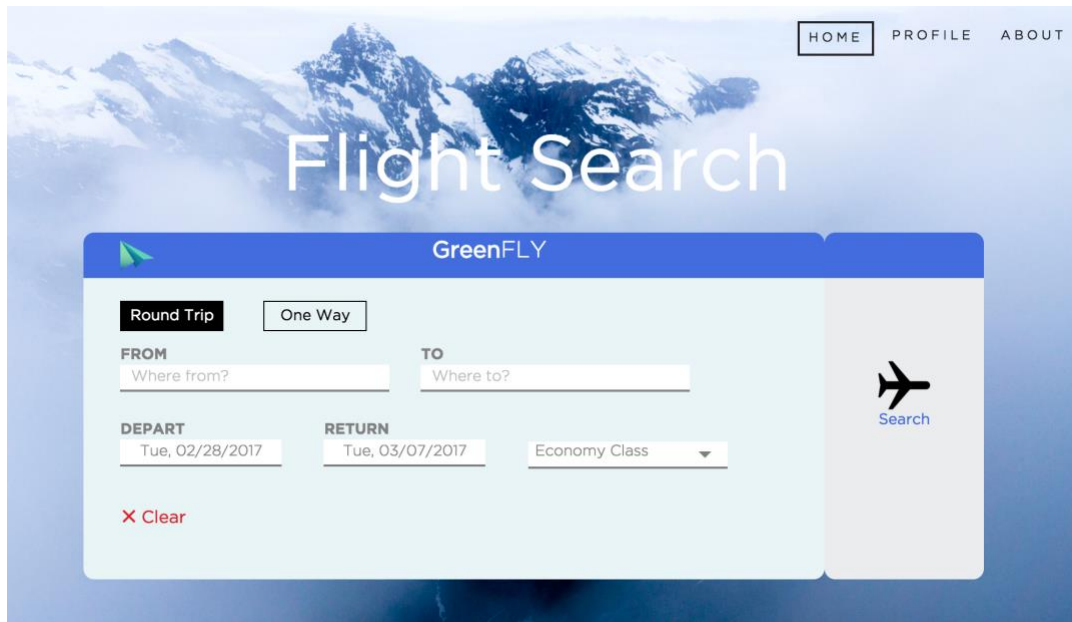 HOME PROFILE ABOUT
Flight Search
GreenFLY
Round Trip One Way
FROM TO
Where from? Where to?
Search
DEPART RETURN
Tue, 02/28/2017 Tue, 03/07/2017 Economy Class
Clear